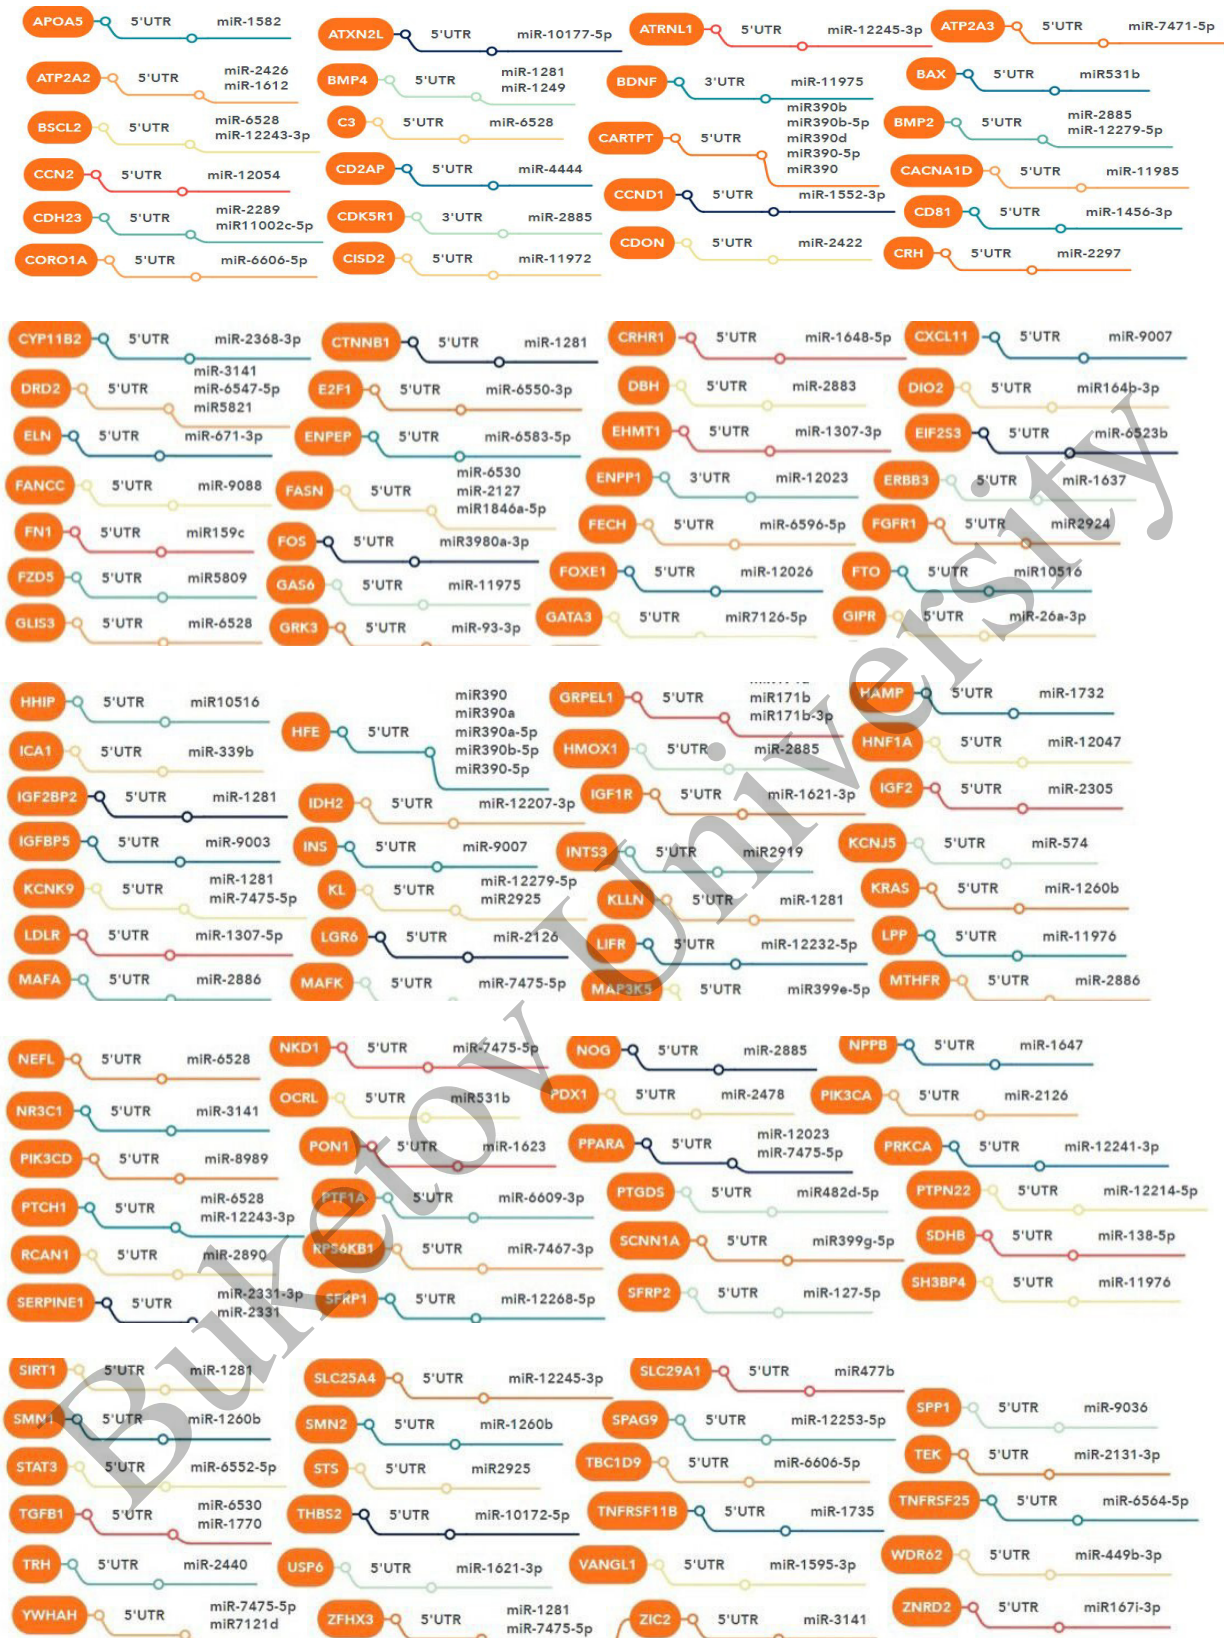 APOA5 5'UTR miR-1582
ATXN2L 5'UTR miR-10177-5p
ATRNL1 5'UTR miR-12245-3p
ATP2A3 5'UTR miR-7471-5p
ATP2A2 5'UTR miR-2426
miR-1612
BMP4 5'UTR miR-1281
miR-1249
BDNF 3'UTR miR-11975
BAX 5'UTR miR531b
BSCL2 5'UTR miR-6528
miR-12243-3p
C3 5'UTR miR-6528
CARTPT 5'UTR miR390b
miR390b-5p
miR390d
miR390-5p
miR390
BMP2 5'UTR miR-2885
miR-12279-5p
CCN2 5'UTR miR-12054
CD2AP 5'UTR miR-4444
CCND1 5'UTR miR-1552-3p
CACNA1D 5'UTR miR-11985
CDH23 5'UTR miR-2289
miR11002c-5p
CDK5R1 3'UTR miR-2885
CDON 5'UTR miR-2422
CD81 5'UTR miR-1456-3p
CORO1A 5'UTR miR-6606-5p
CISD2 5'UTR miR-11972
CRH 5'UTR miR-2297
CYP11B2 5'UTR miR-2368-3p
CTNNB1 5'UTR miR-1281
CRHR1 5'UTR miR-1648-5p
CXCL11 5'UTR miR-9007
DRD2 5'UTR miR-3141
miR-6547-5p
miR5821
E2F1 5'UTR miR-6550-3p
DBH 5'UTR miR-2883
DIO2 5'UTR miR164b-3p
ELN 5'UTR miR-671-3p
ENPEP 5'UTR miR-6583-5p
EHMT1 5'UTR miR-1307-3p
EIF2S3 5'UTR miR-6523b
FANCC 5'UTR miR-9088
FASN 5'UTR miR-6530
miR-2127
miR1846a-5p
ENPP1 3'UTR miR-12023
ERBB3 5'UTR miR-1637
FN1 5'UTR miR159c
FOS 5'UTR miR3980a-3p
FECH 5'UTR miR-6596-5p
FGFR1 5'UTR miR2924
FZD5 5'UTR miR5809
GAS6 5'UTR miR-11975
FOXE1 5'UTR miR-12026
FTO 5'UTR miR10516
GLIS3 5'UTR miR-6528
GRK3 5'UTR miR-93-3p
GATA3 5'UTR miR7126-5p
GIPR 5'UTR miR-26a-3p
HHIP 5'UTR miR10516
HFE 5'UTR miR390
miR390a
miR390a-5p
miR390b-5p
miR390-5p
GRPEL1 5'UTR miR171b
miR171b-3p
HAMP 5'UTR miR-1732
ICA1 5'UTR miR-339b
HMOX1 5'UTR miR-2885
HNF1A 5'UTR miR-12047
IGF2BP2 5'UTR miR-1281
IDH2 5'UTR miR-12207-3p
IGF1R 5'UTR miR-1621-3p
IGF2 5'UTR miR-2305
IGFBP5 5'UTR miR-9003
INS 5'UTR miR-9007
INTS3 5'UTR miR2919
KCNJ5 5'UTR miR-574
KCNK9 5'UTR miR-1281
miR-7475-5p
KL 5'UTR miR-12279-5p
miR2925
KLLN 5'UTR miR-1281
KRAS 5'UTR miR-1260b
LDLR 5'UTR miR-1307-5p
LGR6 5'UTR miR-2126
LIFR 5'UTR miR-12232-5p
LPP 5'UTR miR-11976
MAFA 5'UTR miR-2886
MAFK 5'UTR miR-7475-5p
MAP3K5 5'UTR miR399e-5p
MTHFR 5'UTR miR-2886
NEFL 5'UTR miR-6528
NKD1 5'UTR miR-7475-5p
NOG 5'UTR miR-2885
NPPB 5'UTR miR-1647
NR3C1 5'UTR miR-3141
OCRL 5'UTR miR531b
PDX1 5'UTR miR-2478
PIK3CA 5'UTR miR-2126
PIK3CD 5'UTR miR-8989
PON1 5'UTR miR-1623
PPARA 5'UTR miR-12023
miR-7475-5p
PRKCA 5'UTR miR-12241-3p
PTCH1 5'UTR miR-6528
miR-12243-3p
PTF1A 5'UTR miR-6609-3p
PTGDS 5'UTR miR482d-5p
PTPN22 5'UTR miR-12214-5p
RCAN1 5'UTR miR-2890
RPS6KB1 5'UTR miR-7467-3p
SCNN1A 5'UTR miR399g-5p
SDHB 5'UTR miR-138-5p
SERPINE1 5'UTR miR-2331-3p
miR-2331
SFRP1 5'UTR miR-12268-5p
SFRP2 5'UTR miR-127-5p
SH3BP4 5'UTR miR-11976
SIRT1 5'UTR miR-1281
SLC25A4 5'UTR miR-12245-3p
SLC29A1 5'UTR miR477b
SMN1 5'UTR miR-1260b
SMN2 5'UTR miR-1260b
SPAG9 5'UTR miR-12253-5p
SPP1 5'UTR miR-9036
STAT3 5'UTR miR-6552-5p
STS 5'UTR miR2925
TBC1D9 5'UTR miR-6606-5p
TEK 5'UTR miR-2131-3p
TGFB1 5'UTR miR-6530
miR-1770
THBS2 5'UTR miR-10172-5p
TNFRSF11B 5'UTR miR-1735
TNFRSF25 5'UTR miR-6564-5p
TRH 5'UTR miR-2440
USP6 5'UTR miR-1621-3p
VANGL1 5'UTR miR-1595-3p
WDR62 5'UTR miR-449b-3p
YWHAH 5'UTR miR-7475-5p
miR7121d
ZFHX3 5'UTR miR-1281
miR-7475-5p
ZIC2 5'UTR miR-3141
ZNRD2 5'UTR miR167i-3p
Buketov University